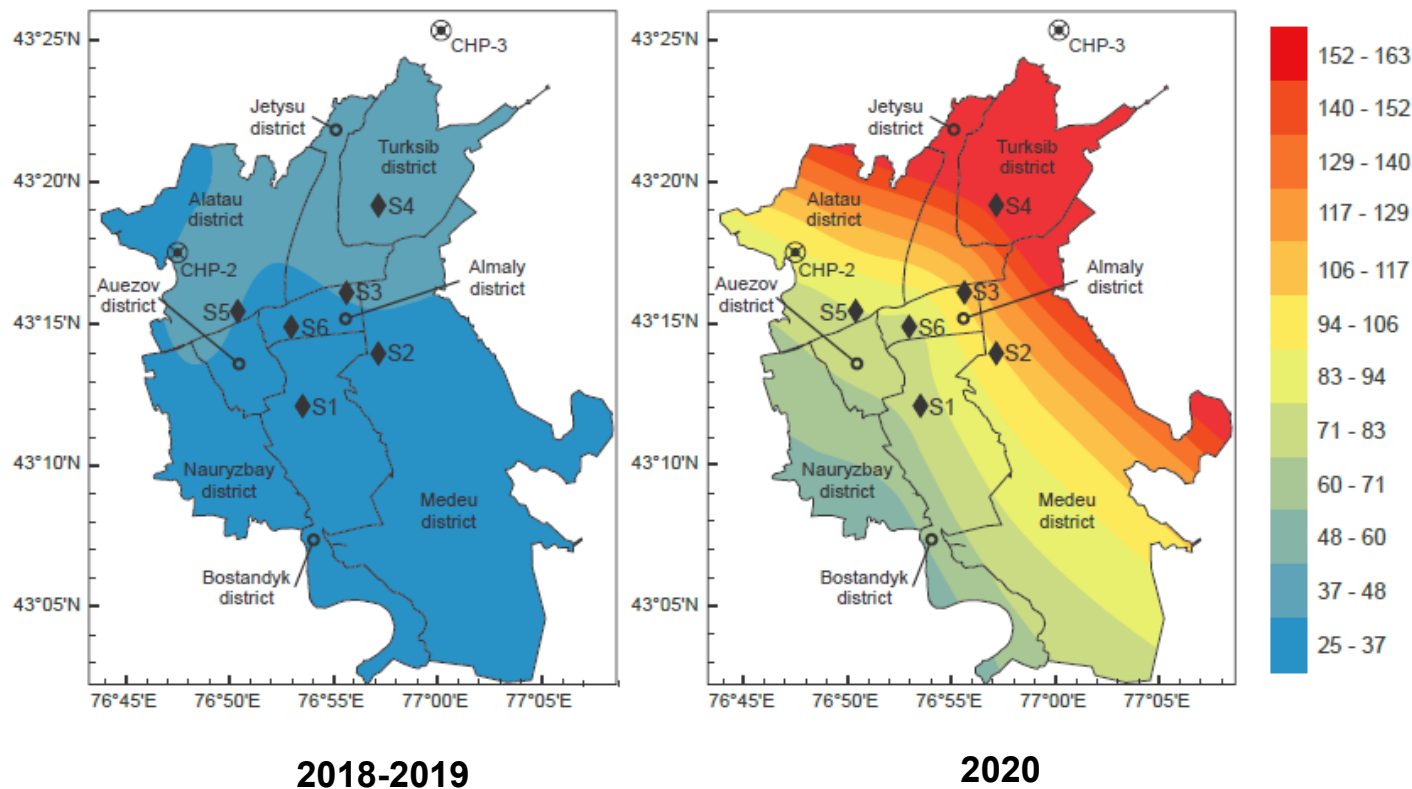 43°25'N
43°20'N
43°15'N
43°10'N
43°05'N
CHP-3
Jetysu
district
Turksib
district
S4
Alatau
district
CHP-2
Auezov
district
Almaly
district
S3
S5
S6
S2
S1
Nauryzbay
district
Medeu
district
Bostandyk
district
76°45'E
76°50'E
76°55'E
77°00'E
77°05'E
2018-2019
43°25'N
43°20'N
43°15'N
43°10'N
43°05'N
CHP-3
Jetysu
district
Turksib
district
S4
Alatau
district
CHP-2
Auezov
district
Almaly
district
S3
S5
S6
S2
S1
Nauryzbay
district
Medeu
district
Bostandyk
district
76°45'E
76°50'E
76°55'E
77°00'E
77°05'E
2020
152 - 163
140 - 152
129 - 140
117 - 129
106 - 117
94 - 106
83 - 94
71 - 83
60 - 71
48 - 60
37 - 48
25 - 37